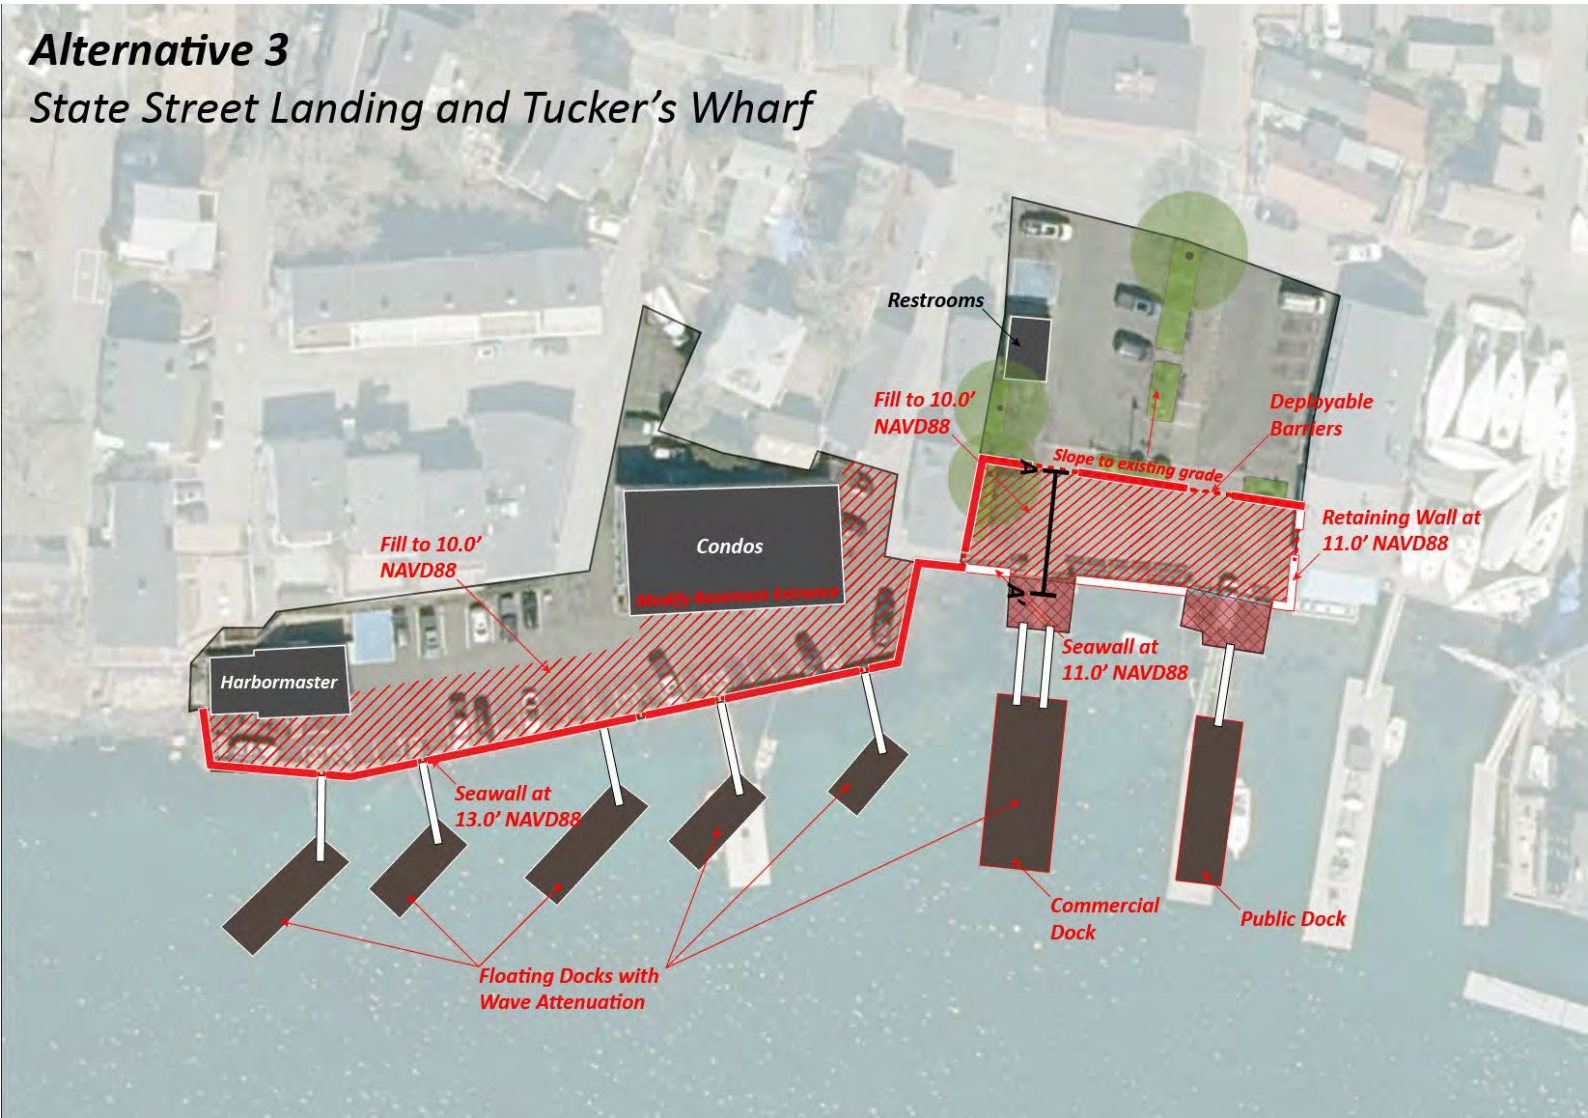 Alternative 3
State Street Landing and Tucker's Wharf
Restrooms
Fill to 10.0'
NAVD88
Deployable
Barriers
Slope to existing grade
A
Retaining Wall at
11.0' NAVD88
Fill to 10.0'
NAVD88
Condos
Modify Basement Entrance
A'
Seawall at
11.0' NAVD88
Harbormaster
Seawall at
13.0' NAVD88
Commercial
Dock
Public Dock
Floating Docks with
Wave Attenuation